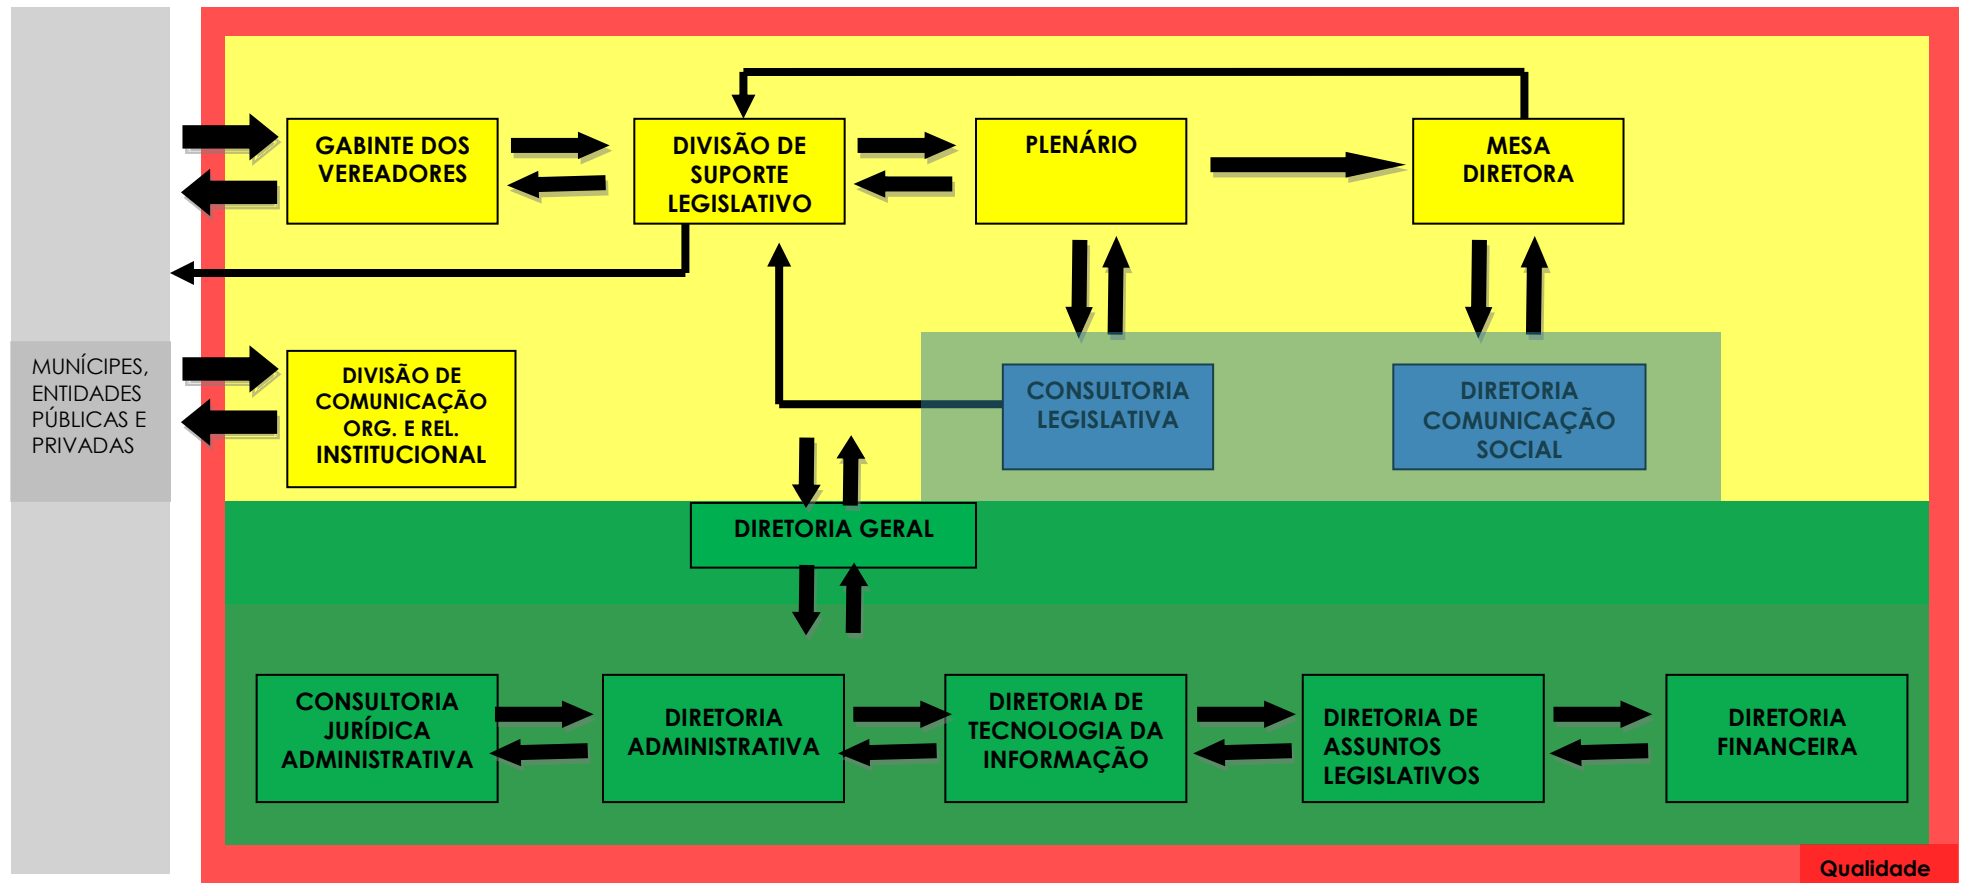 GABINTE DOS
VEREADORES
DIVISÃO DE
SUPORTE
LEGISLATIVO
PLENÁRIO
MESA
DIRETORA
MUNÍCIPES,
ENTIDADES
PÚBLICAS E
PRIVADAS
DIVISÃO DE
COMUNICAÇÃO
ORG. E REL.
INSTITUCIONAL
CONSULTORIA
LEGISLATIVA
DIRETORIA
COMUNICAÇÃO
SOCIAL
DIRETORIA GERAL
CONSULTORIA
JURÍDICA
ADMINISTRATIVA
DIRETORIA
ADMINISTRATIVA
DIRETORIA DE
TECNOLOGIA DA
INFORMAÇÃO
DIRETORIA DE
ASSUNTOS
LEGISLATIVOS
DIRETORIA
FINANCEIRA
Qualidade